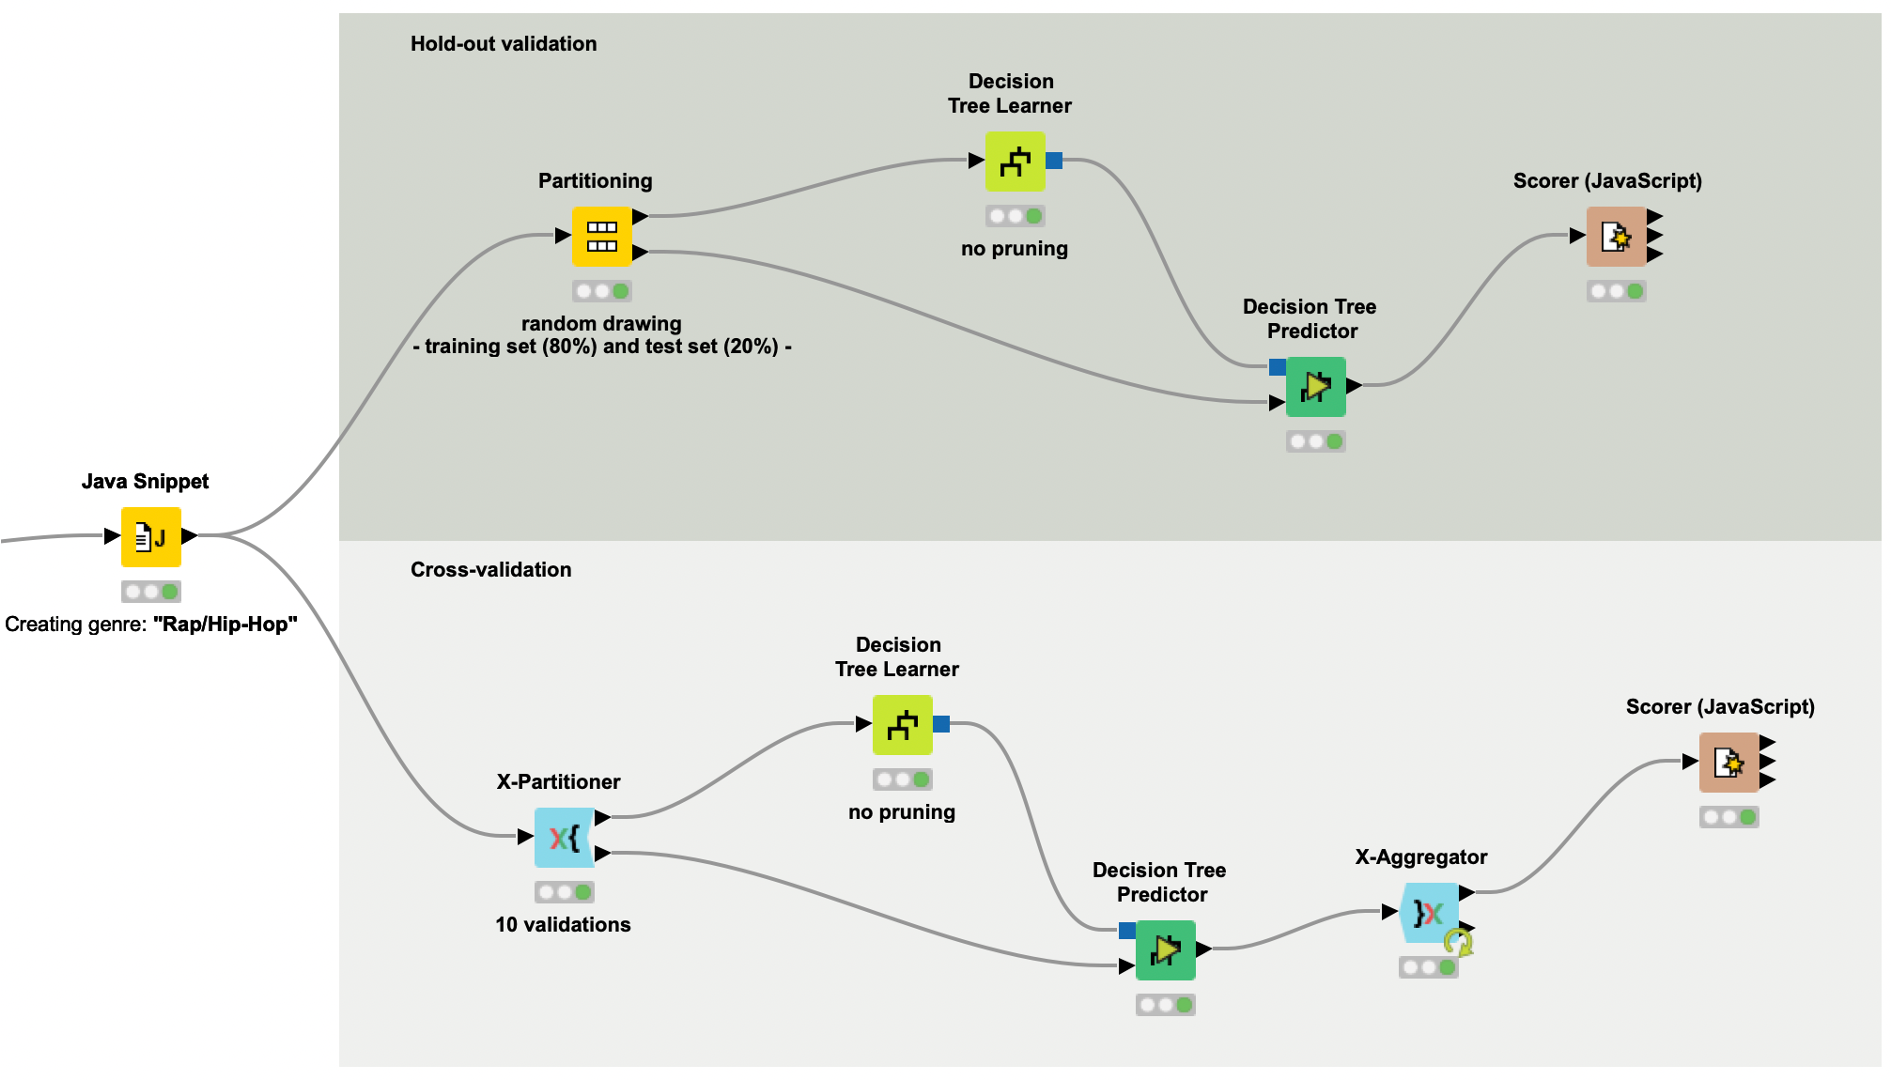 Hold-out validation
Decision
Tree Learner
no pruning
Partitioning
random drawing
- training set (80%) and test set (20%) -
Scorer (JavaScript)
Decision Tree
Predictor
Java Snippet
J
Creating genre: "Rap/Hip-Hop"
Cross-validation
Decision
Tree Learner
no pruning
X-Partitioner
X{
10 validations
Decision Tree
Predictor
X-Aggregator
}X
Scorer (JavaScript)